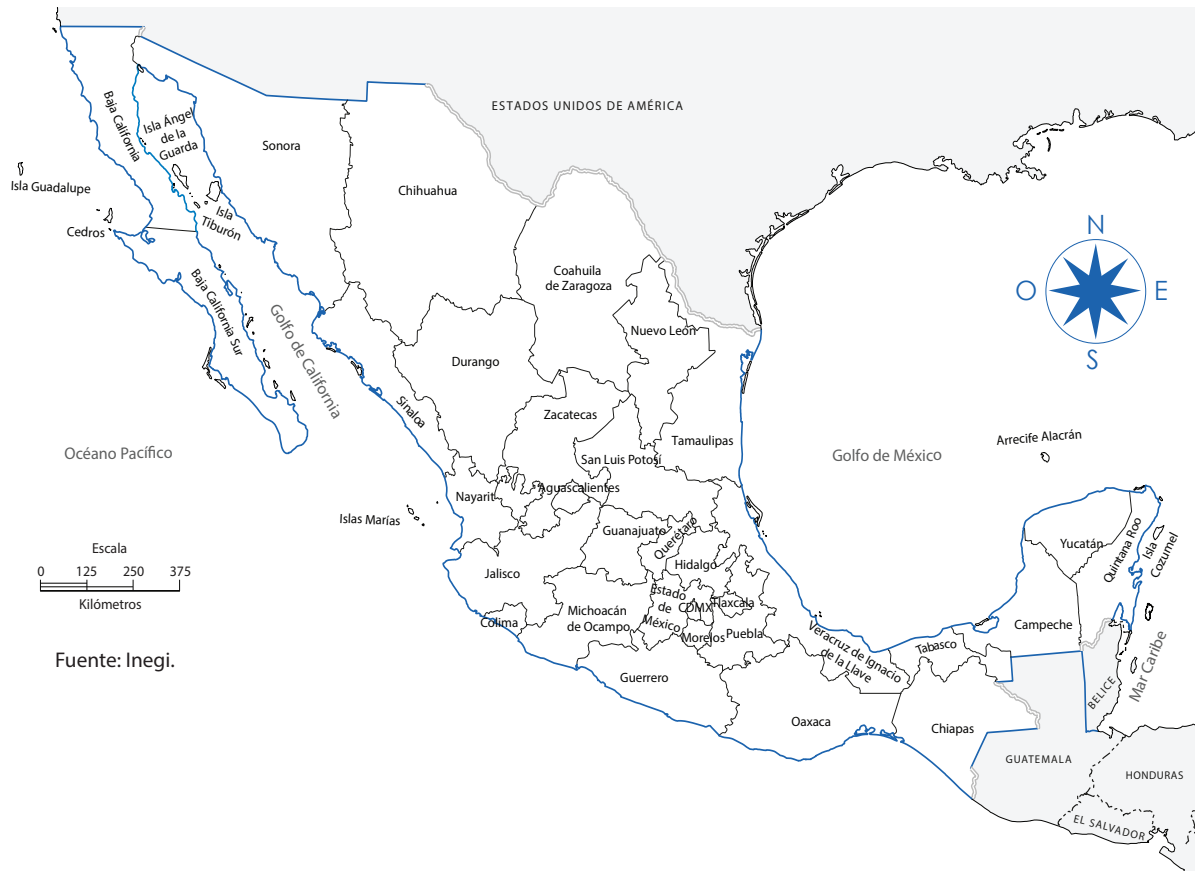 ESTADOS UNIDOS DE AMÉRICA
Baja California
Isla Ángel
de la
Guarda
Sonora
Chihuahua
Isla Guadalupe
Isla
Tiburón
Cedros
Coahuila
de Zaragoza
Baja California Sur
Golfo de California
Nuevo León
Durango
Sinaloa
Zacatecas
Tamaulipas
San Luis Potosí
Océano Pacífico
Golfo de México
Arrecife Alacrán
N
O
E
S
Nayarit
Aguascalientes
Islas Marías
Guanajuato
Querétaro
Hidalgo
Yucatán
Quintana Roo
Isla
Cozumel
Escala
0 125 250 375
Kilómetros
Jalisco
Colima
Michoacán
de Ocampo
Estado
de
México
CDMX
Tlaxcala
Morelos
Puebla
Veracruz de Ignacio
de la Llave
Tabasco
Campeche
Fuente: Inegi.
Guerrero
Oaxaca
Chiapas
BELICE
Mar Caribe
GUATEMALA
HONDURAS
EL SALVADOR